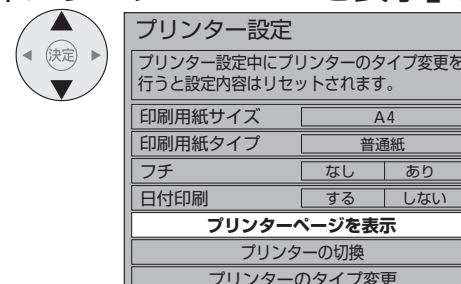 決定
プリンター設定
プリンター設定中にプリンターのタイプ変更を
行うと設定内容はリセットされます。
印刷用紙サイズ A4
印刷用紙タイプ 普通紙
フチ なし あり
日付印刷 する しない
プリンターページを表示
プリンターの切換
プリンターのタイプ変更